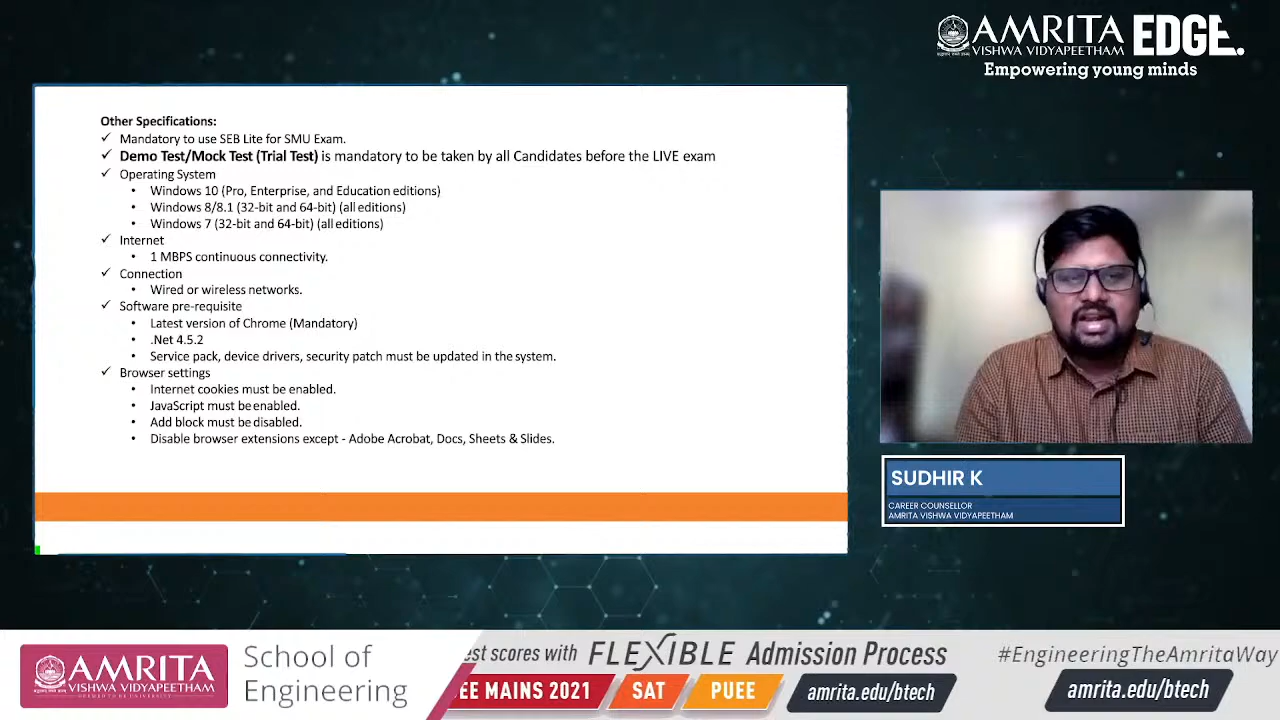 AMRITA EDGE.
VISHWA VIDYAPEETHAM
Empowering young minds
Other Specifications:
✓ Mandatory to use SEB Lite for SMU Exam.
✓ Demo Test/Mock Test (Trial Test) is mandatory to be taken by all Candidates before the LIVE exam
✓ Operating System
• Windows 10 (Pro, Enterprise, and Education editions)
• Windows 8/8.1 (32-bit and 64-bit) (all editions)
• Windows 7 (32-bit and 64-bit) (all editions)
✓ Internet
• 1 MBPS continuous connectivity.
✓ Connection
• Wired or wireless networks.
✓ Software pre-requisite
• Latest version of Chrome (Mandatory)
• .Net 4.5.2
• Service pack, device drivers, security patch must be updated in the system.
✓ Browser settings
• Internet cookies must be enabled.
• JavaScript must be enabled.
• Add block must be disabled.
• Disable browser extensions except - Adobe Acrobat, Docs, Sheets & Slides.
SUDHIR K
CAREER COUNSELLOR
AMRITA VISHWA VIDYAPEETHAM
AMRITA
VISHWA VIDYAPEETHAM
School of
Engineering
est scores with FLEXIBLE Admission Process
EE MAINS 2021 SAT PUEE amrita.edu/btech
#EngineeringTheAmritaWay
amrita.edu/btech